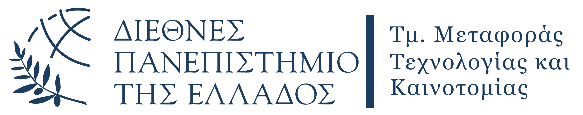 ΔΙΕΘΝΕΣ
ΠΑΝΕΠΙΣΤΗΜΙΟ
ΤΗΣ ΕΛΛΑΔΟΣ
Τμ. Μεταφοράς
Τεχνολογίας και
Καινοτομίας